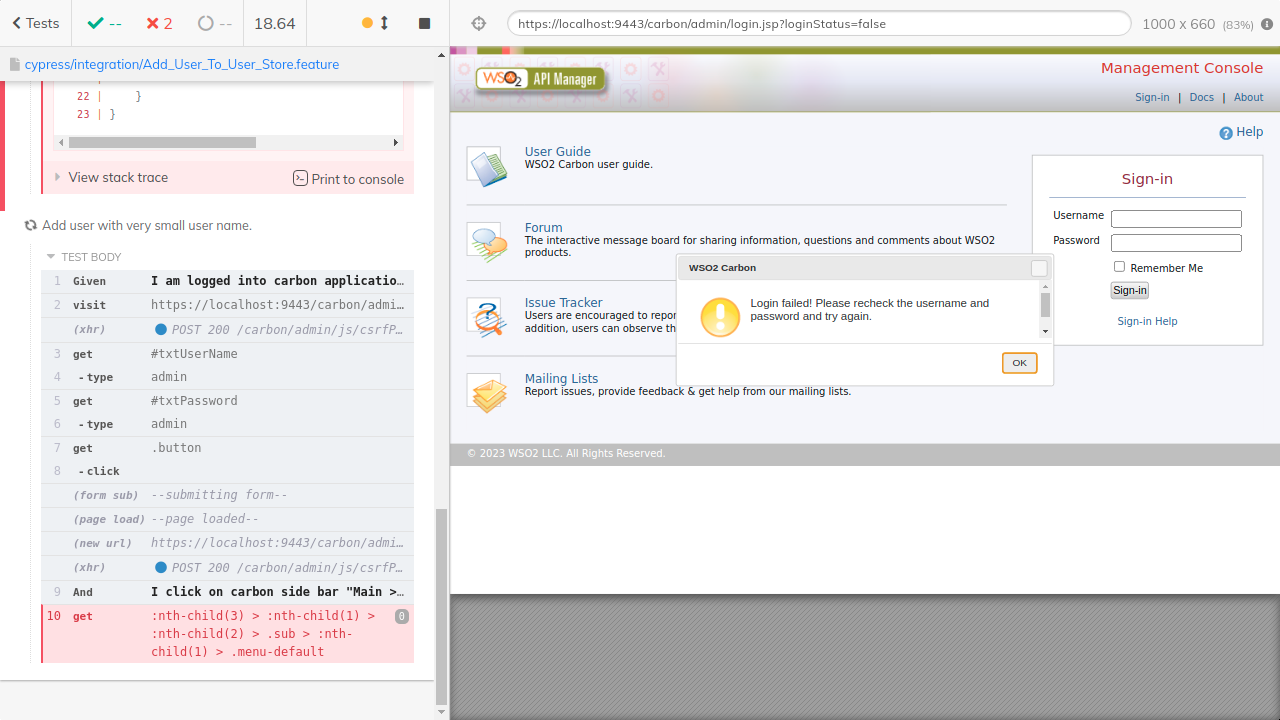 Tests
--
2
--
18.64
cypress/integration/Add_User_To_User_Store.feature
22 | }
23 | }
View stack trace
Print to console
Add user with very small user name.
TEST BODY
1 Given I am logged into carbon applicatio…
2 visit https://localhost:9443/carbon/admi…
(xhr) POST 200 /carbon/admin/js/csrfP…
3 get #txtUserName
4 - type admin
5 get #txtPassword
6 - type admin
7 get .button
8 - click
(form sub) --submitting form--
(page load) --page loaded--
(new url) https://localhost:9443/carbon/admi…
(xhr) POST 200 /carbon/admin/js/csrfP…
9 And I click on carbon side bar "Main >…
10 get :nth-child(3) > :nth-child(1) > 0
:nth-child(2) > .sub > :nth-
child(1) > .menu-default
https://localhost:9443/carbon/admin/login.jsp?loginStatus=false
1000 x 660 (83%)
WSO2 API Manager
Management Console
Sign-in | Docs | About
Help
User Guide
WSO2 Carbon user guide.
Forum
The interactive message board for sharing information, questions and comments about WSO2
products.
Issue Tracker
Users are encouraged to repor
addition, users can observe th
Mailing Lists
Report issues, provide feedback & get help from our mailing lists.
Sign-in
Username
Password
Remember Me
Sign-in
Sign-in Help
WSO2 Carbon
Login failed! Please recheck the username and
password and try again.
OK
© 2023 WSO2 LLC. All Rights Reserved.